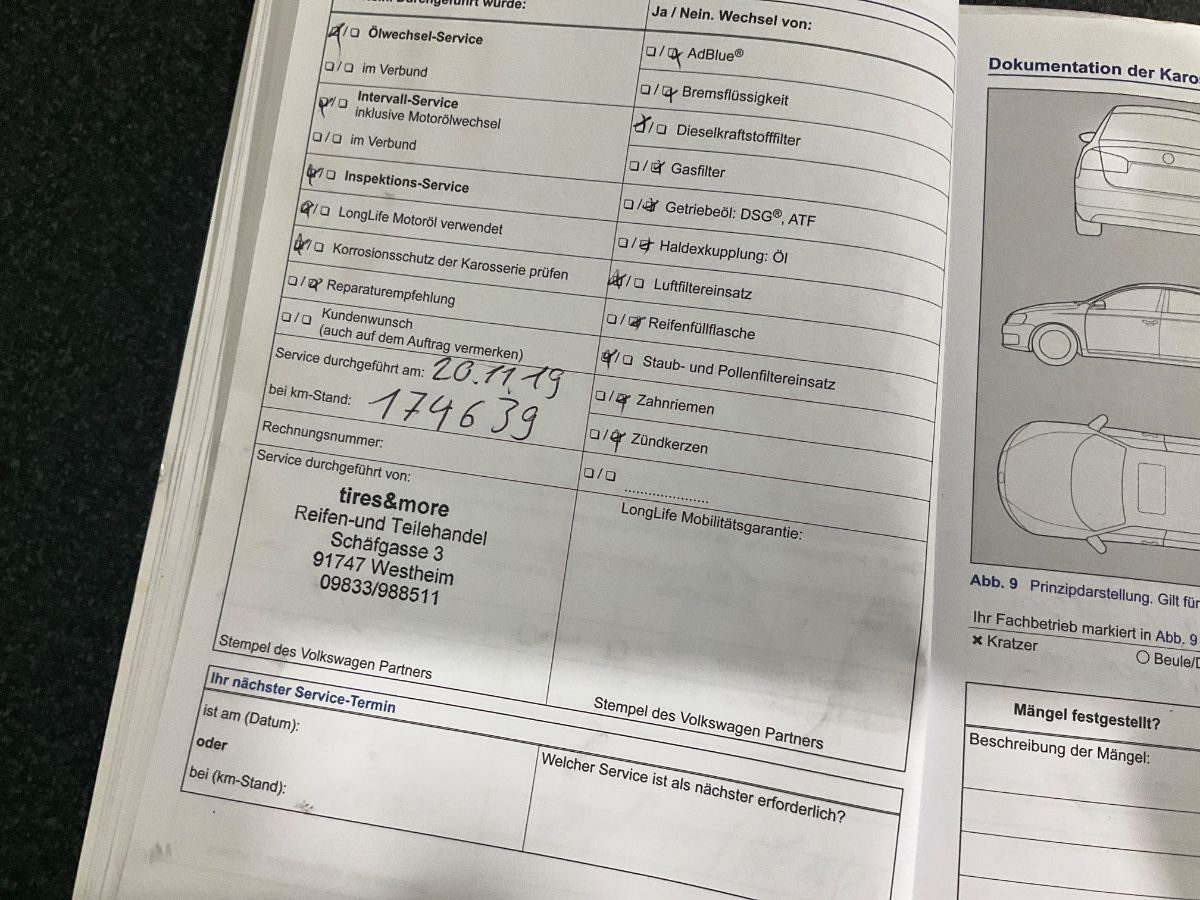 Durchgeführt wurde:
☒/☐ Ölwechsel-Service
☐/☐ im Verbund
☒/☐ Intervall-Service
inklusive Motorölwechsel
☐/☐ im Verbund
☒/☐ Inspektions-Service
☒/☐ LongLife Motoröl verwendet
☒/☐ Korrosionsschutz der Karosserie prüfen
☐/☒ Reparaturempfehlung
☐/☐ Kundenwunsch
(auch auf dem Auftrag vermerken)
Service durchgeführt am: 20.11.19
bei km-Stand: 174639
Rechnungsnummer:
Service durchgeführt von:
tires&more
Reifen-und Teilehandel
Schäfgasse 3
91747 Westheim
09833/988511
Stempel des Volkswagen Partners
Ja / Nein. Wechsel von:
☐/☒ AdBlue®
☐/☒ Bremsflüssigkeit
☒/☐ Dieselkraftstofffilter
☐/☒ Gasfilter
☐/☒ Getriebeöl: DSG®, ATF
☐/☒ Haldexkupplung: Öl
☒/☐ Luftfiltereinsatz
☐/☒ Reifenfüllflasche
☒/☐ Staub- und Pollenfiltereinsatz
☐/☒ Zahnriemen
☐/☒ Zündkerzen
☐/☐ ....................
LongLife Mobilitätsgarantie:
Stempel des Volkswagen Partners
Ihr nächster Service-Termin
ist am (Datum):
oder
bei (km-Stand):
Welcher Service ist als nächster erforderlich?
Dokumentation der Karos
Abb. 9 Prinzipdarstellung. Gilt für
Ihr Fachbetrieb markiert in Abb. 9
✖ Kratzer
○ Beule/D
Mängel festgestellt?
Beschreibung der Mängel: